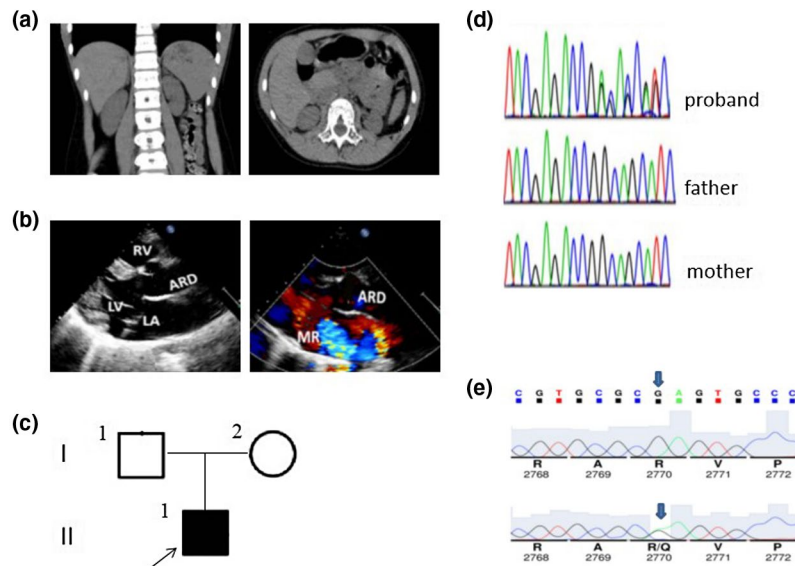 (a)
(b)
RV
ARD
LV
LA
ARD
MR
(c)
1
2
I
1
II
(d)
proband
father
mother
(e)
C G T G C G C G A G T G C C C
R A R V P
2768 2769 2770 2771 2772
R A R/Q V P
2768 2769 2770 2771 2772